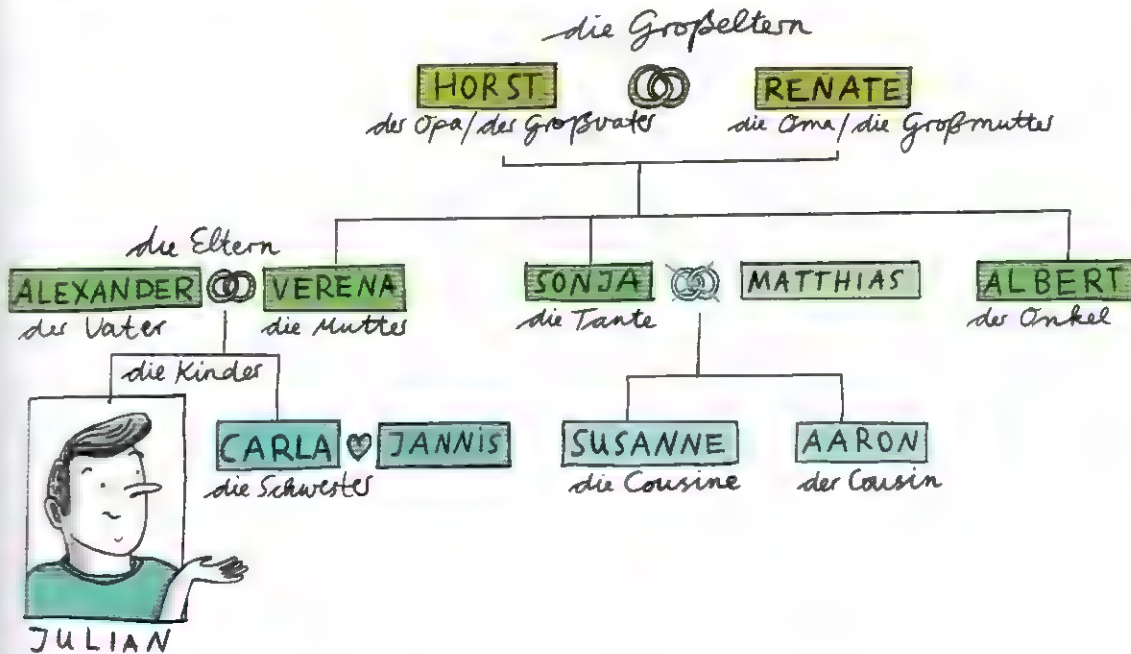 die Großeltern
HORST RENATE
der Opa/der Großvater die Oma/die Großmutter
die Eltern
ALEXANDER VERENA SONJA MATTHIAS ALBERT
der Vater die Mutter die Tante der Onkel
die Kinder
CARLA JANNIS SUSANNE AARON
die Schwester die Cousine der Cousin
JULIAN